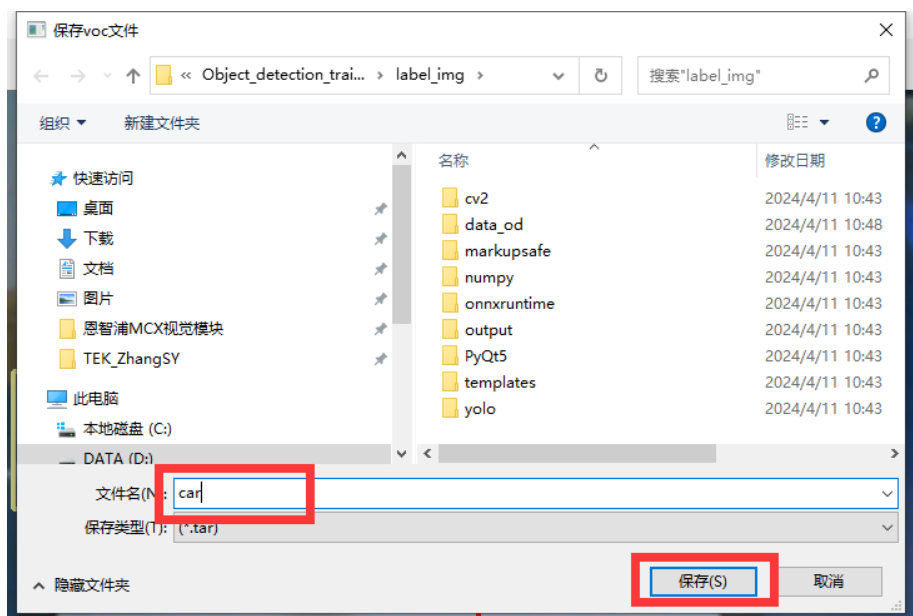 保存voc文件
« Object_detection_trai... › label_img ›
搜索"label_img"
组织
新建文件夹
快速访问
桌面
下载
文档
图片
恩智浦MCX视觉模块
TEK_ZhangSY
此电脑
本地磁盘 (C:)
DATA (D:)
名称 修改日期
cv2 2024/4/11 10:43
data_od 2024/4/11 10:48
markupsafe 2024/4/11 10:43
numpy 2024/4/11 10:43
onnxruntime 2024/4/11 10:43
output 2024/4/11 10:43
PyQt5 2024/4/11 10:43
templates 2024/4/11 10:43
yolo 2024/4/11 10:43
文件名(N): car
保存类型(T): (*.tar)
隐藏文件夹
保存(S)
取消